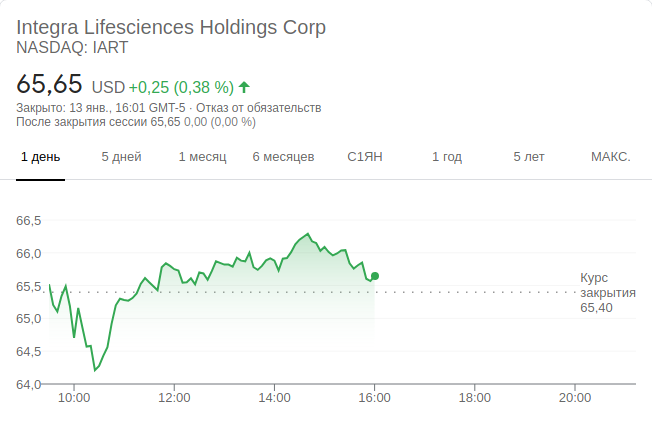 Integra Lifesciences Holdings Corp
NASDAQ: IART
65,65 USD +0,25 (0,38 %)
Закрыто: 13 янв., 16:01 GMT-5 · Отказ от обязательств
После закрытия сессии 65,65 0,00 (0,00 %)
1 день 5 дней 1 месяц 6 месяцев С1ЯН 1 год 5 лет МАКС.
66,5
66,0
65,5
65,0
64,5
64,0
Курс
закрытия
65,40
10:00 12:00 14:00 16:00 18:00 20:00